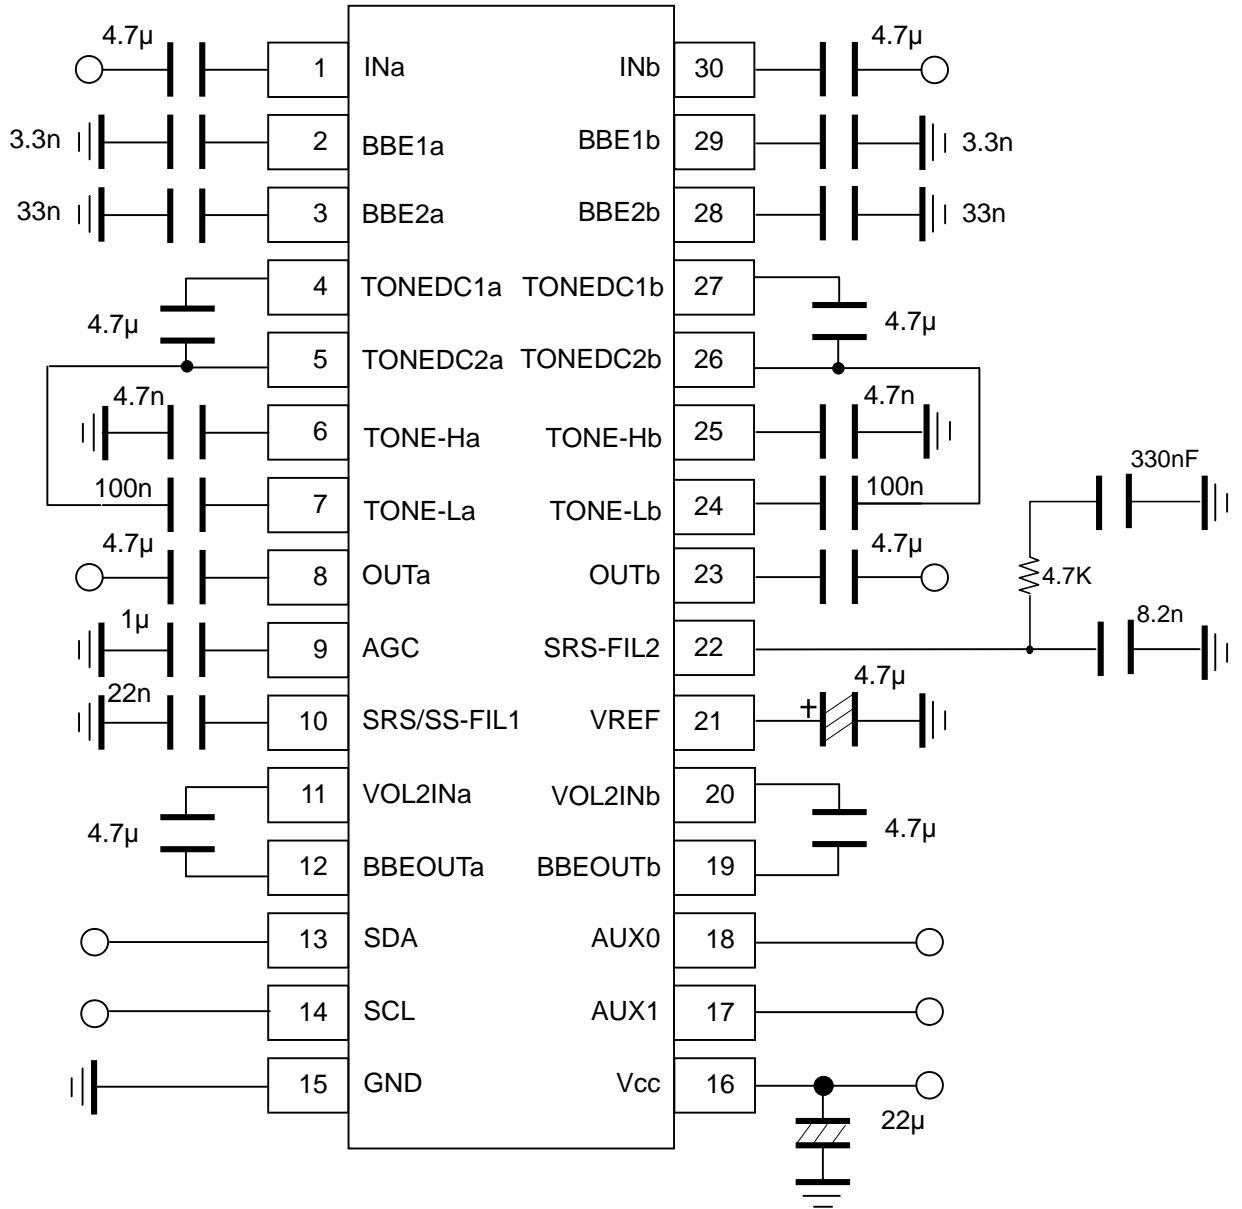 4.7µ 4.7µ
1 INa INb 30
3.3n 2 BBE1a BBE1b 29 3.3n
33n 3 BBE2a BBE2b 28 33n
4 TONEDC1a TONEDC1b 27
4.7µ 4.7µ
5 TONEDC2a TONEDC2b 26
4.7n 4.7n
6 TONE-Ha TONE-Hb 25
330nF
100n 100n
7 TONE-La TONE-Lb 24
4.7µ 4.7µ
8 OUTa OUTb 23 4.7K
1µ 8.2n
9 AGC SRS-FIL2 22
22n 4.7µ
10 SRS/SS-FIL1 VREF 21 +
11 VOL2INa VOL2INb 20
4.7µ 4.7µ
12 BBEOUTa BBEOUTb 19
13 SDA AUX0 18
14 SCL AUX1 17
15 GND Vcc 16
22µ